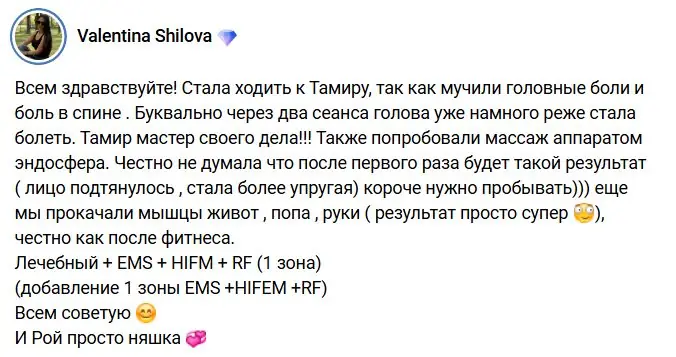 Valentina Shilova 💎
Всем здравствуйте! Стала ходить к Тамиру, так как мучили головные боли и
боль в спине . Буквально через два сеанса голова уже намного реже стала
болеть. Тамир мастер своего дела!!! Также попробовали массаж аппаратом
эндосфера. Честно не думала что после первого раза будет такой результат
( лицо подтянулось , стала более упругая) короче нужно пробывать))) еще
мы прокачали мышцы живот , попа , руки ( результат просто супер 😳),
честно как после фитнеса.
Лечебный + EMS + HIFM + RF (1 зона)
(добавление 1 зоны EMS +HIFEM +RF)
Всем советую 😊
И Рой просто няшка 💞